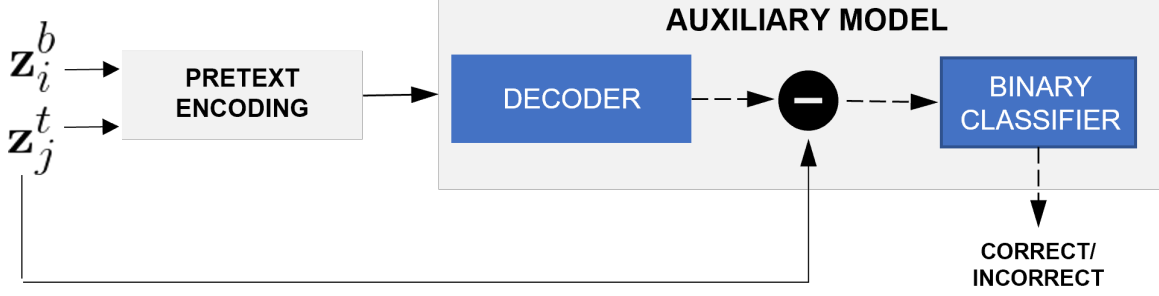 AUXILIARY MODEL
z_i^b
z_j^t
PRETEXT
ENCODING
DECODER
BINARY
CLASSIFIER
CORRECT/
INCORRECT